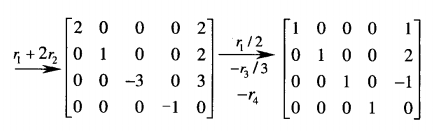 2 0 0 0 2 1 0 0 0 1
r₁+2r₂ 0 1 0 0 2 r₁/2 0 1 0 0 2
0 0 -3 0 3 -r₃/3 0 0 1 0 -1
0 0 0 -1 0 -r₄ 0 0 0 1 0